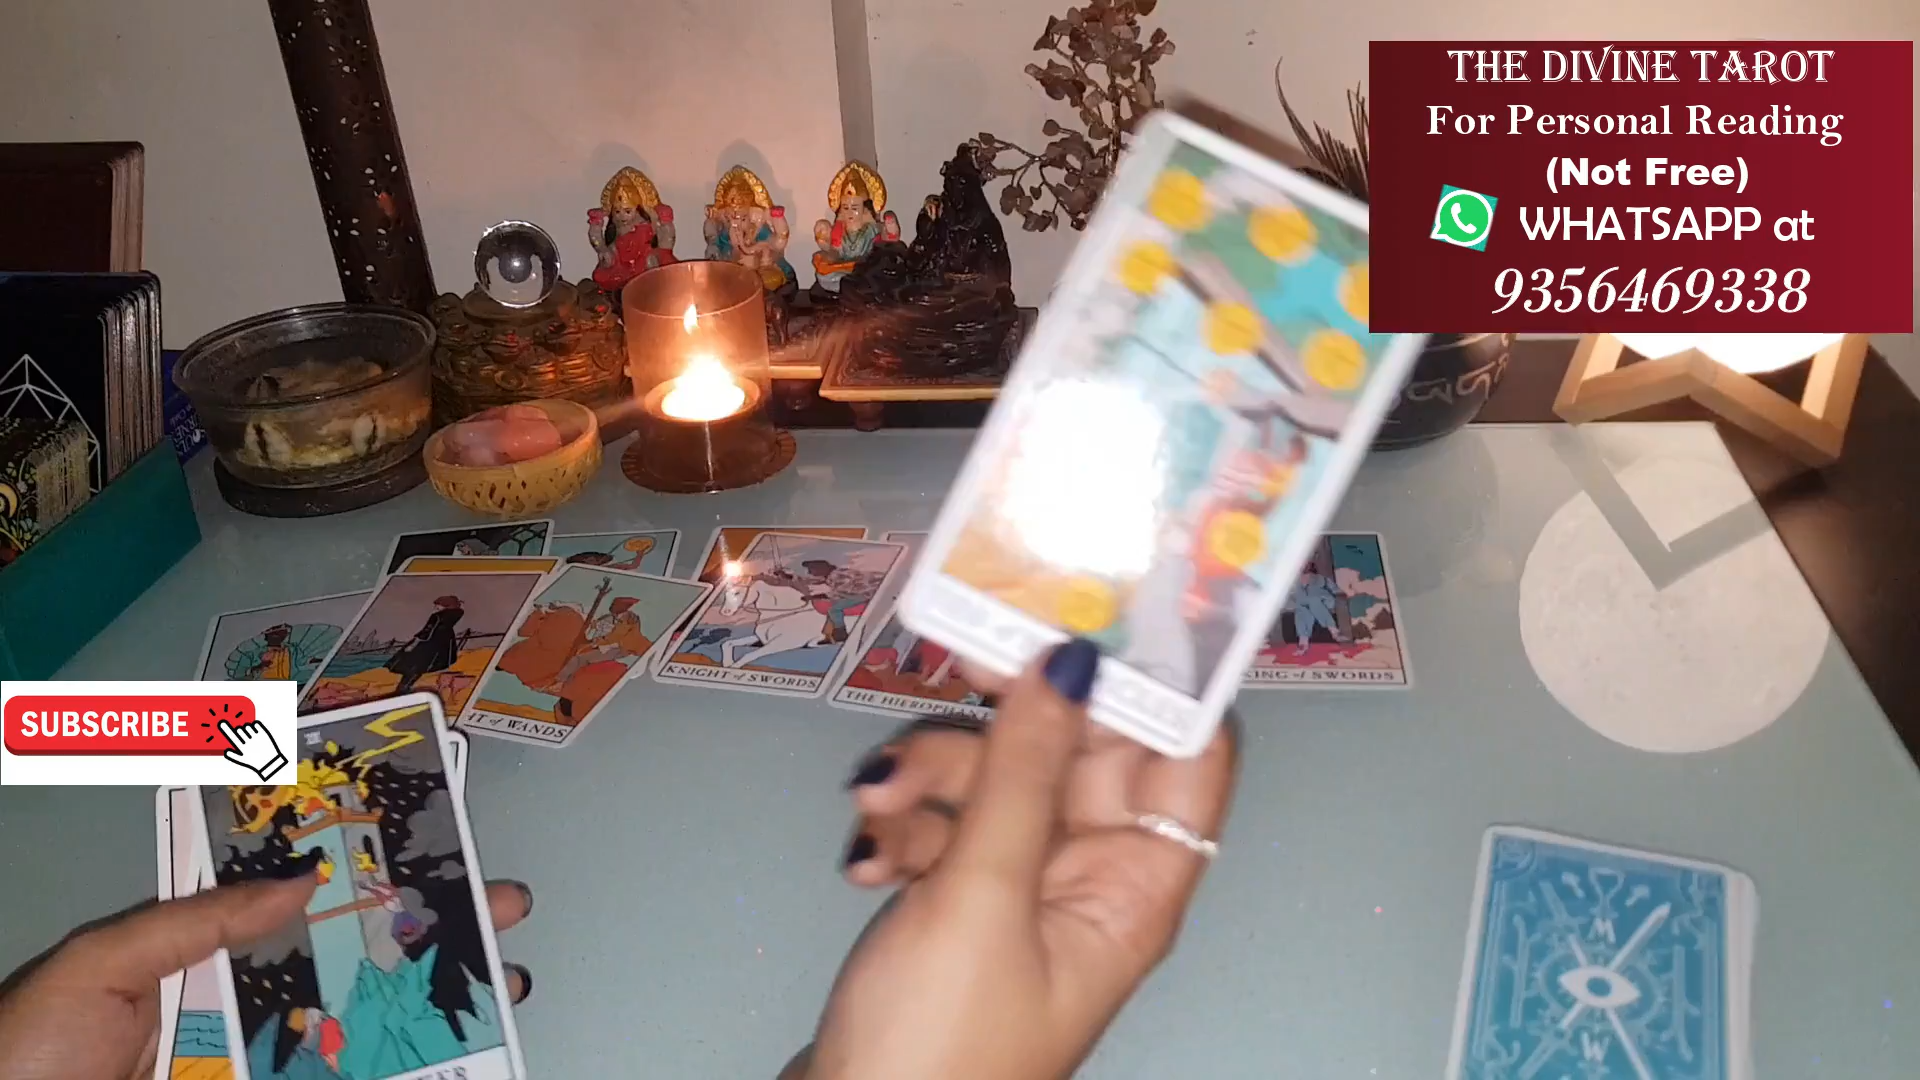 THE DIVINE TAROT
For Personal Reading
(Not Free)
WHATSAPP at
9356469338
SUBSCRIBE
KNIGHT of SWORDS
THE HIEROPHANT
KING of SWORDS
of WANDS
M
W